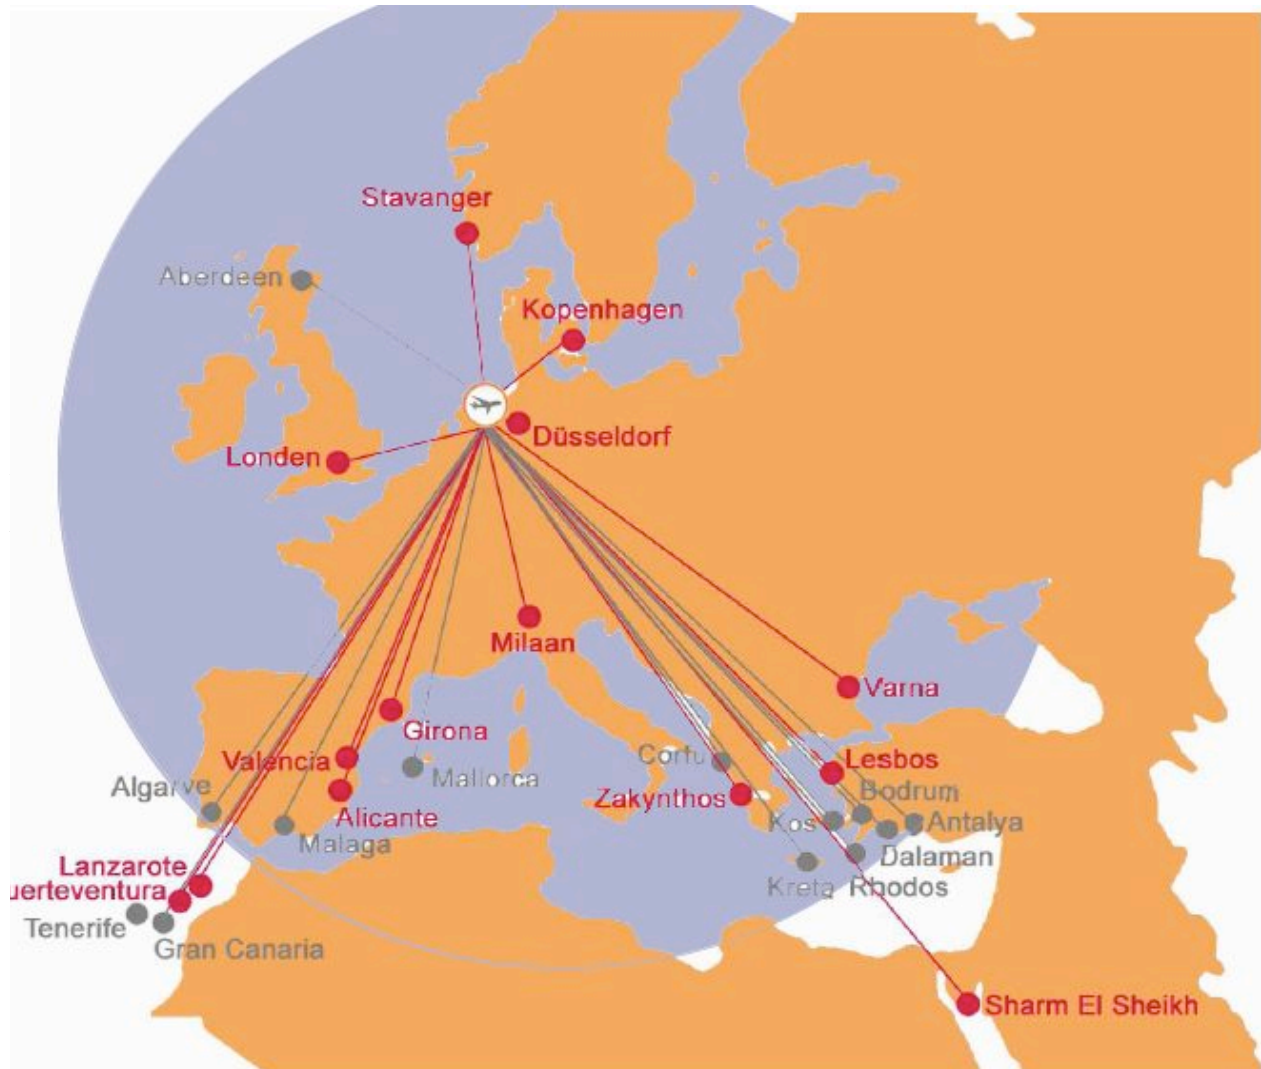 Stavanger
Aberdeen
Kopenhagen
Düsseldorf
Londen
Milaan
Varna
Girona
Valencia
Mallorca
Corfu
Lesbos
Algarve
Zakynthos
Bodrum
Alicante
Kos
Antalya
Malaga
Dalaman
Lanzarote
Kreta
Rhodos
uerteventura
Tenerife
Gran Canaria
Sharm El Sheikh